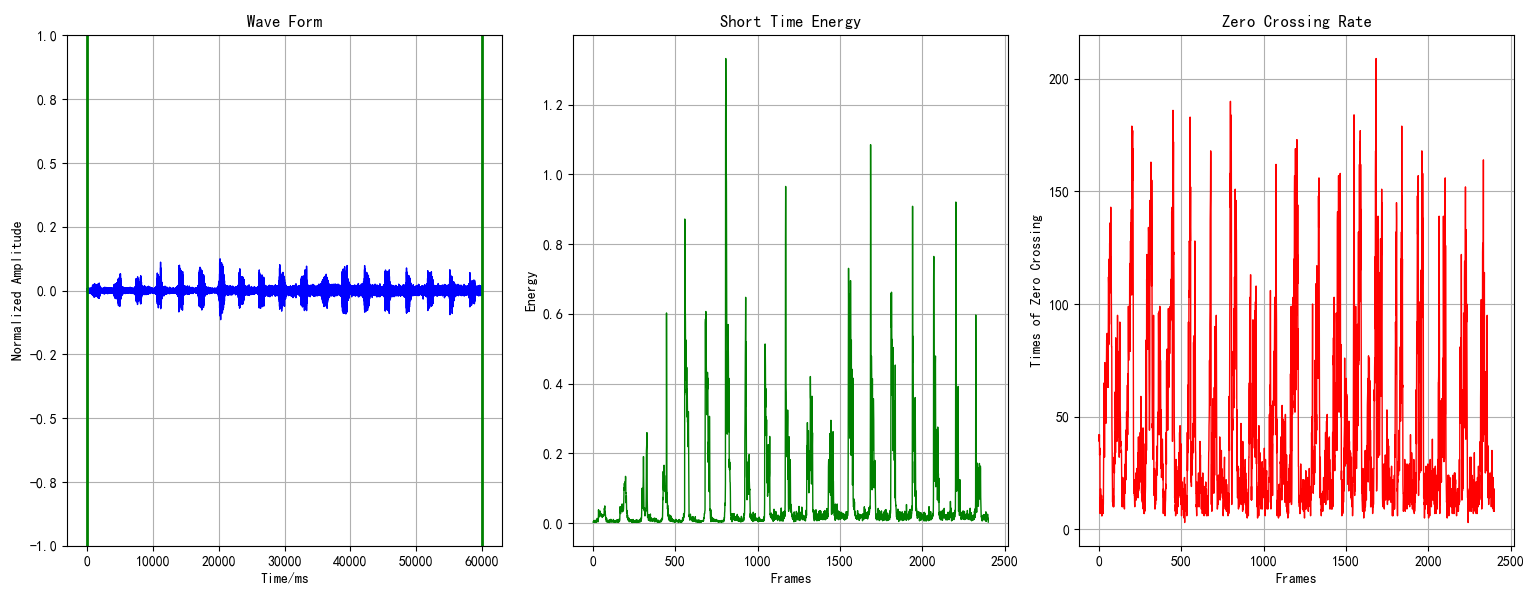 Wave Form
1.0
0.8
0.5
0.2
0.0
−0.2
−0.5
−0.8
−1.0
Normalized Amplitude
0 10000 20000 30000 40000 50000 60000
Time/ms
Short Time Energy
1.2
1.0
0.8
0.6
0.4
0.2
0.0
Energy
0 500 1000 1500 2000 2500
Frames
Zero Crossing Rate
200
150
100
50
0
Times of Zero Crossing
0 500 1000 1500 2000 2500
Frames